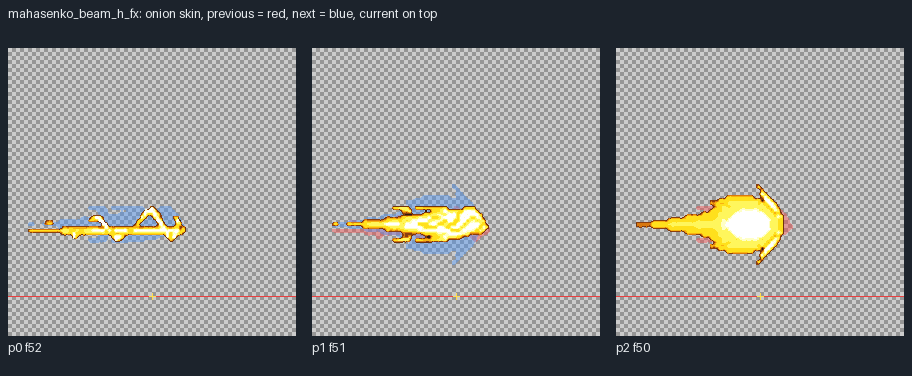 mahasenko_beam_h_fx: onion skin, previous = red, next = blue, current on top
p0 f52
p1 f51
p2 f50